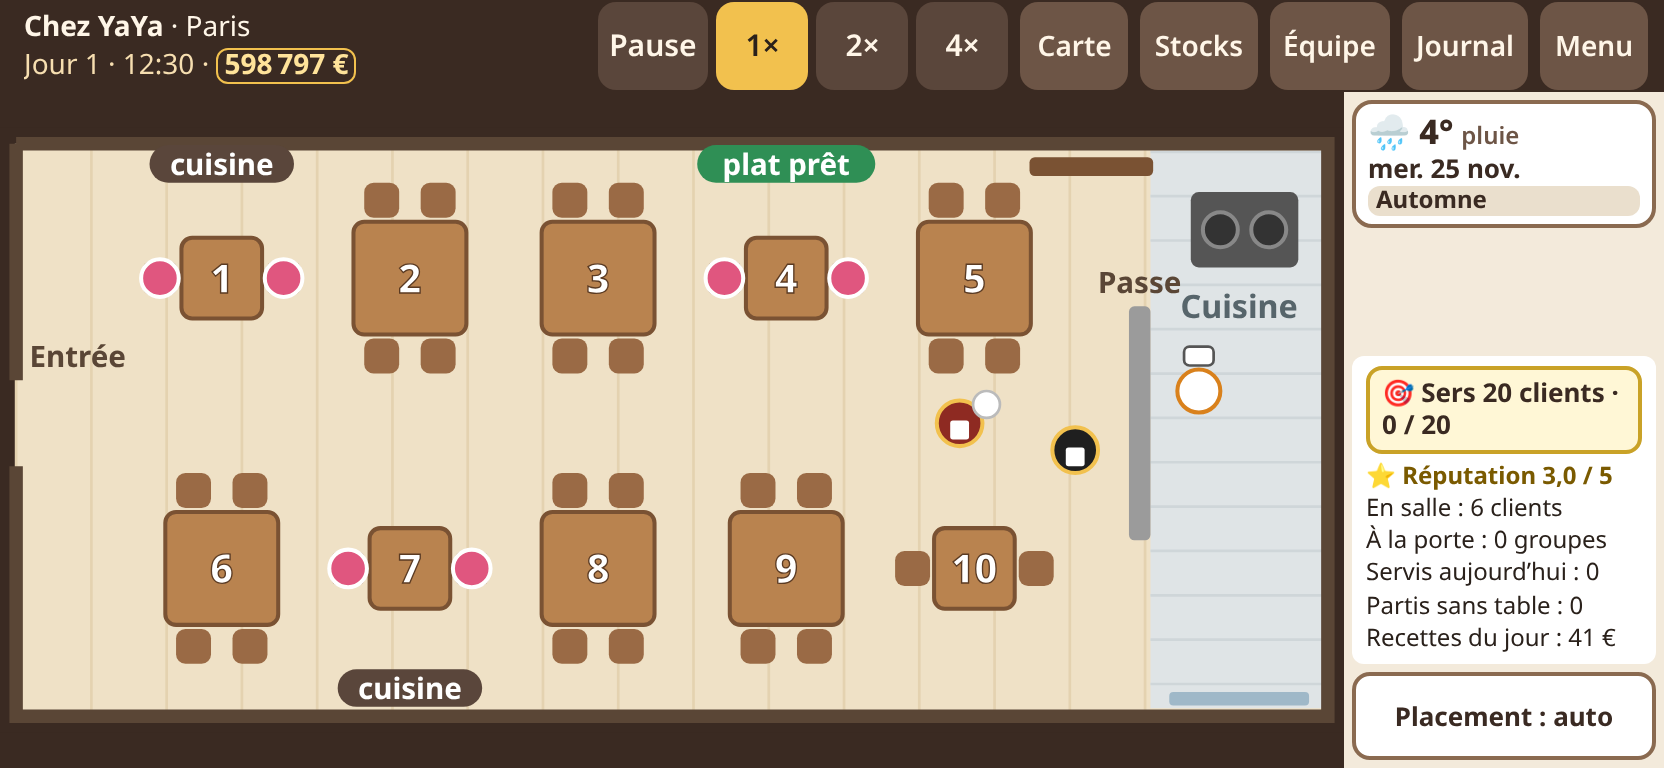 Chez YaYa · Paris
Jour 1 · 12:30 · 598 797 €
Pause
1×
2×
4×
Carte
Stocks
Équipe
Journal
Menu
🌧️ 4° pluie
mer. 25 nov.
Automne
cuisine
plat prêt
1
2
3
4
5
Passe
Cuisine
Entrée
6
7
8
9
10
cuisine
🎯 Sers 20 clients ·
0 / 20
⭐ Réputation 3,0 / 5
En salle : 6 clients
À la porte : 0 groupes
Servis aujourd’hui : 0
Partis sans table : 0
Recettes du jour : 41 €
Placement : auto